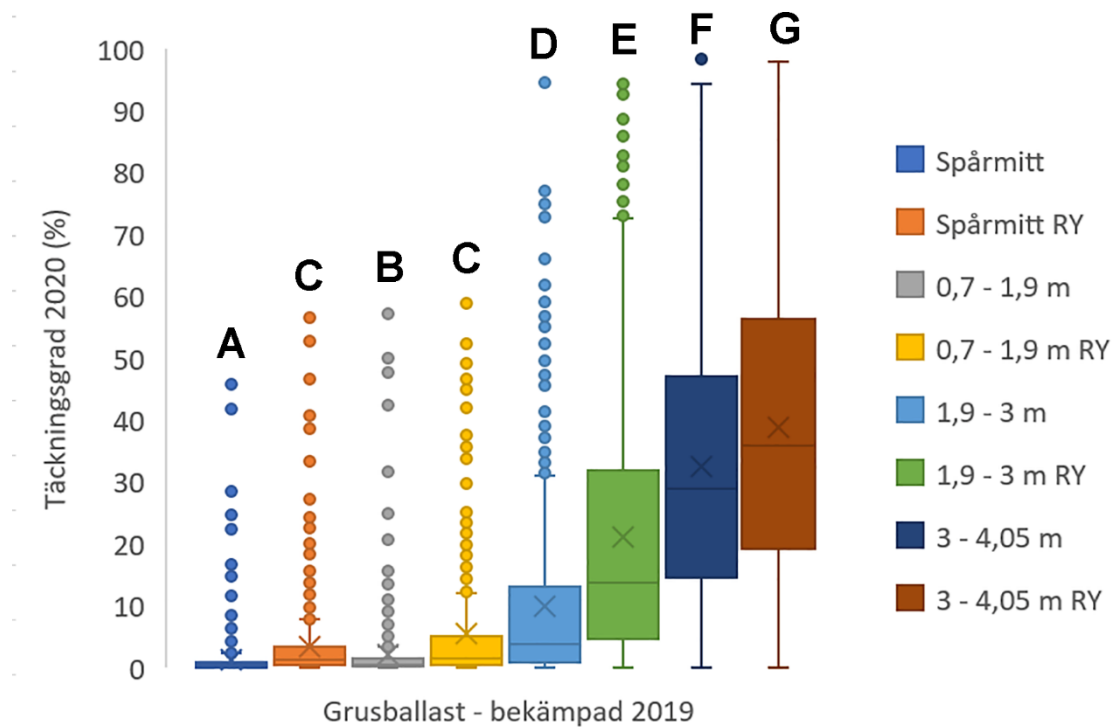 A
C
B
C
D
E
F
G
100
90
80
70
60
50
40
30
20
10
0
Täckningsgrad 2020 (%)
Grusballast - bekämpad 2019
Spårmitt
Spårmitt RY
0,7 - 1,9 m
0,7 - 1,9 m RY
1,9 - 3 m
1,9 - 3 m RY
3 - 4,05 m
3 - 4,05 m RY